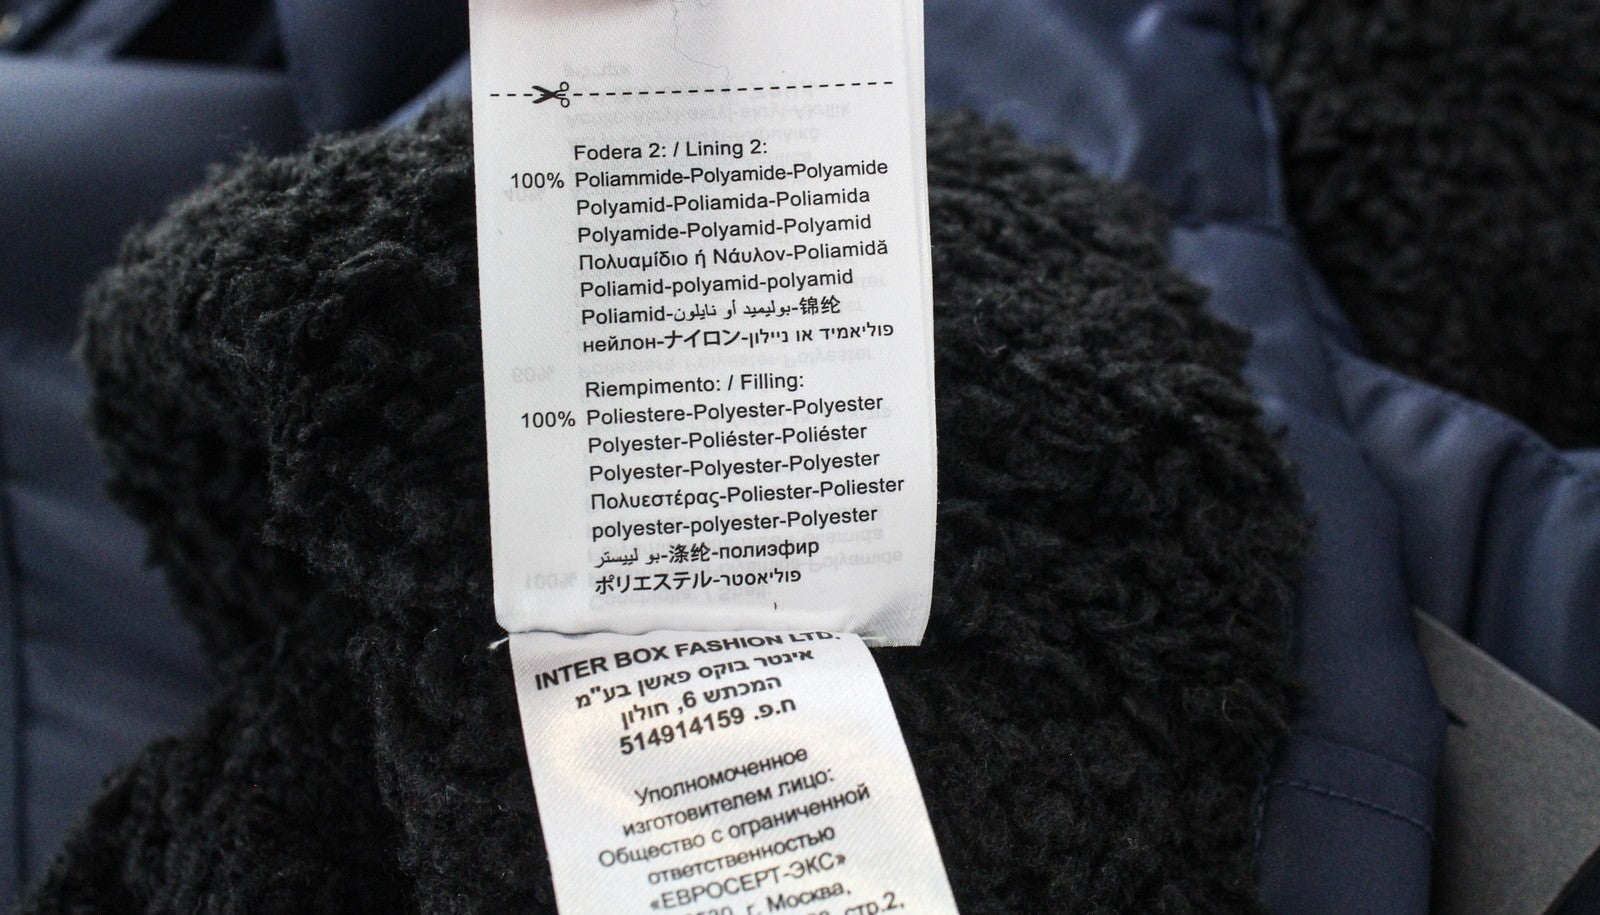 Fodera 2: / Lining 2:
100% Poliammide-Polyamide-Polyamide
Polyamid-Poliamida-Poliamida
Polyamide-Polyamid-Polyamid
Πολυαμίδιο ή Νάυλον-Poliamidă
Poliamid-polyamid-polyamid
Poliamid-بوليميد أو نايلون-锦纶
нейлон-ナイロン-פוליאמיד או ניילון
Riempimento: / Filling:
100% Poliestere-Polyester-Polyester
Polyester-Poliéster-Poliéster
Polyester-Polyester-Polyester
Πολυεστέρας-Poliester-Poliester
polyester-polyester-Polyester
بو لييستر-涤纶-полиэфир
ポリエステル-פוליאסטר
INTER BOX FASHION LTD.
אינטר בוקס פאשן בע"מ
המכתש 6, חולון
ח.פ. 514914159
Уполномоченное
изготовителем лицо:
Общество с ограниченной
ответственностью
«ЕВРОСЕРТ-ЭКС»
г. Москва,
стр.2,